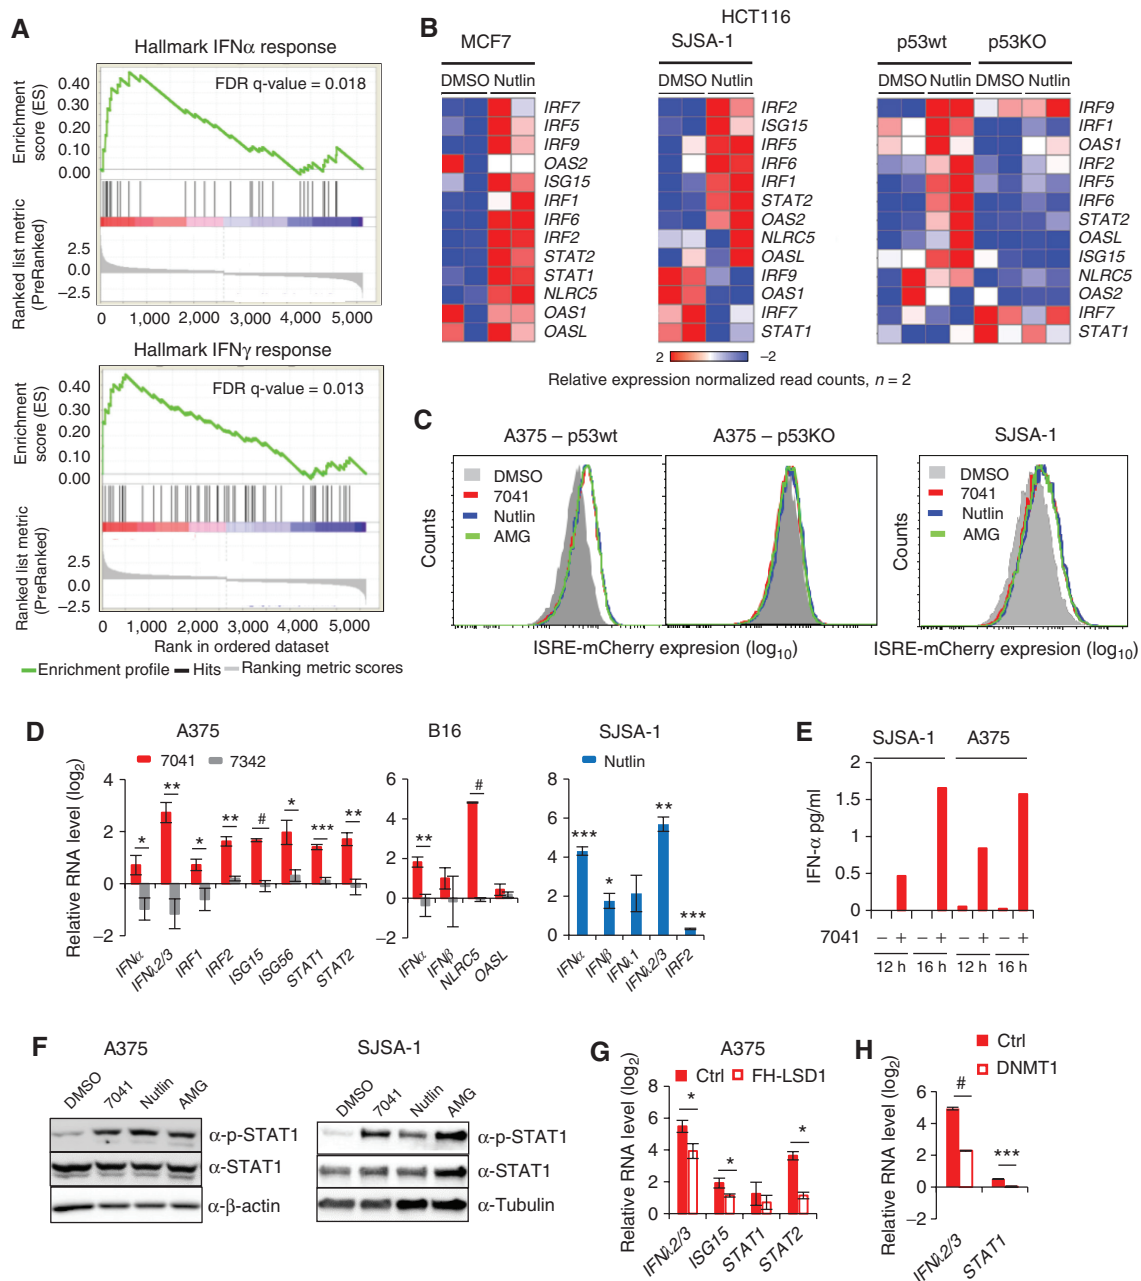 A
Hallmark IFNα response
FDR q-value = 0.018
Enrichment score (ES)
0.40
0.30
0.20
0.10
0.00
Ranked list metric (PreRanked)
2.5
0.0
−2.5
0 1,000 2,000 3,000 4,000 5,000
Hallmark IFNγ response
FDR q-value = 0.013
Enrichment score (ES)
0.40
0.30
0.20
0.10
0.00
Ranked list metric (PreRanked)
2.5
0.0
−2.5
0 1,000 2,000 3,000 4,000 5,000
Rank in ordered dataset
Enrichment profile Hits Ranking metric scores
B
HCT116
MCF7
DMSO Nutlin
IRF7
IRF5
IRF9
OAS2
ISG15
IRF1
IRF6
IRF2
STAT2
STAT1
NLRC5
OAS1
OASL
SJSA-1
DMSO Nutlin
IRF2
ISG15
IRF5
IRF6
IRF1
STAT2
OAS2
NLRC5
OASL
IRF9
OAS1
IRF7
STAT1
p53wt p53KO
DMSO Nutlin DMSO Nutlin
IRF9
IRF1
OAS1
IRF2
IRF5
IRF6
STAT2
OASL
ISG15
NLRC5
OAS2
IRF7
STAT1
2 −2
Relative expression normalized read counts, n = 2
C
A375 – p53wt
A375 – p53KO
SJSA-1
Counts
DMSO
7041
Nutlin
AMG
ISRE-mCherry expresion (log10)
Counts
DMSO
7041
Nutlin
AMG
ISRE-mCherry expresion (log10)
D
A375
7041 7342
Relative RNA level (log2)
4
2
0
−2
IFNα IFNλ2/3 IRF1 IRF2 ISG15 ISG56 STAT1 STAT2
* ** * ** # * *** **
B16
6
4
2
0
−2
** #
IFNα IFNβ NLRC5 OASL
SJSA-1
Nutlin
8
6
4
2
0
*** * ** ***
IFNα IFNβ IFNλ1 IFNλ2/3 IRF2
E
SJSA-1 A375
IFN-α pg/ml
2
1.5
1
0.5
0
7041 − + − + − + − +
12 h 16 h 12 h 16 h
F
A375
DMSO 7041 Nutlin AMG
α-p-STAT1
α-STAT1
α-β-actin
SJSA-1
DMSO 7041 Nutlin AMG
α-p-STAT1
α-STAT1
α-Tubulin
G
A375
Ctrl FH-LSD1
Relative RNA level (log2)
8
6
4
2
0
* * *
IFNλ2/3 ISG15 STAT1 STAT2
H
Ctrl
DNMT1
Relative RNA level (log2)
6
4
2
0
−2
# ***
IFNλ2/3 STAT1